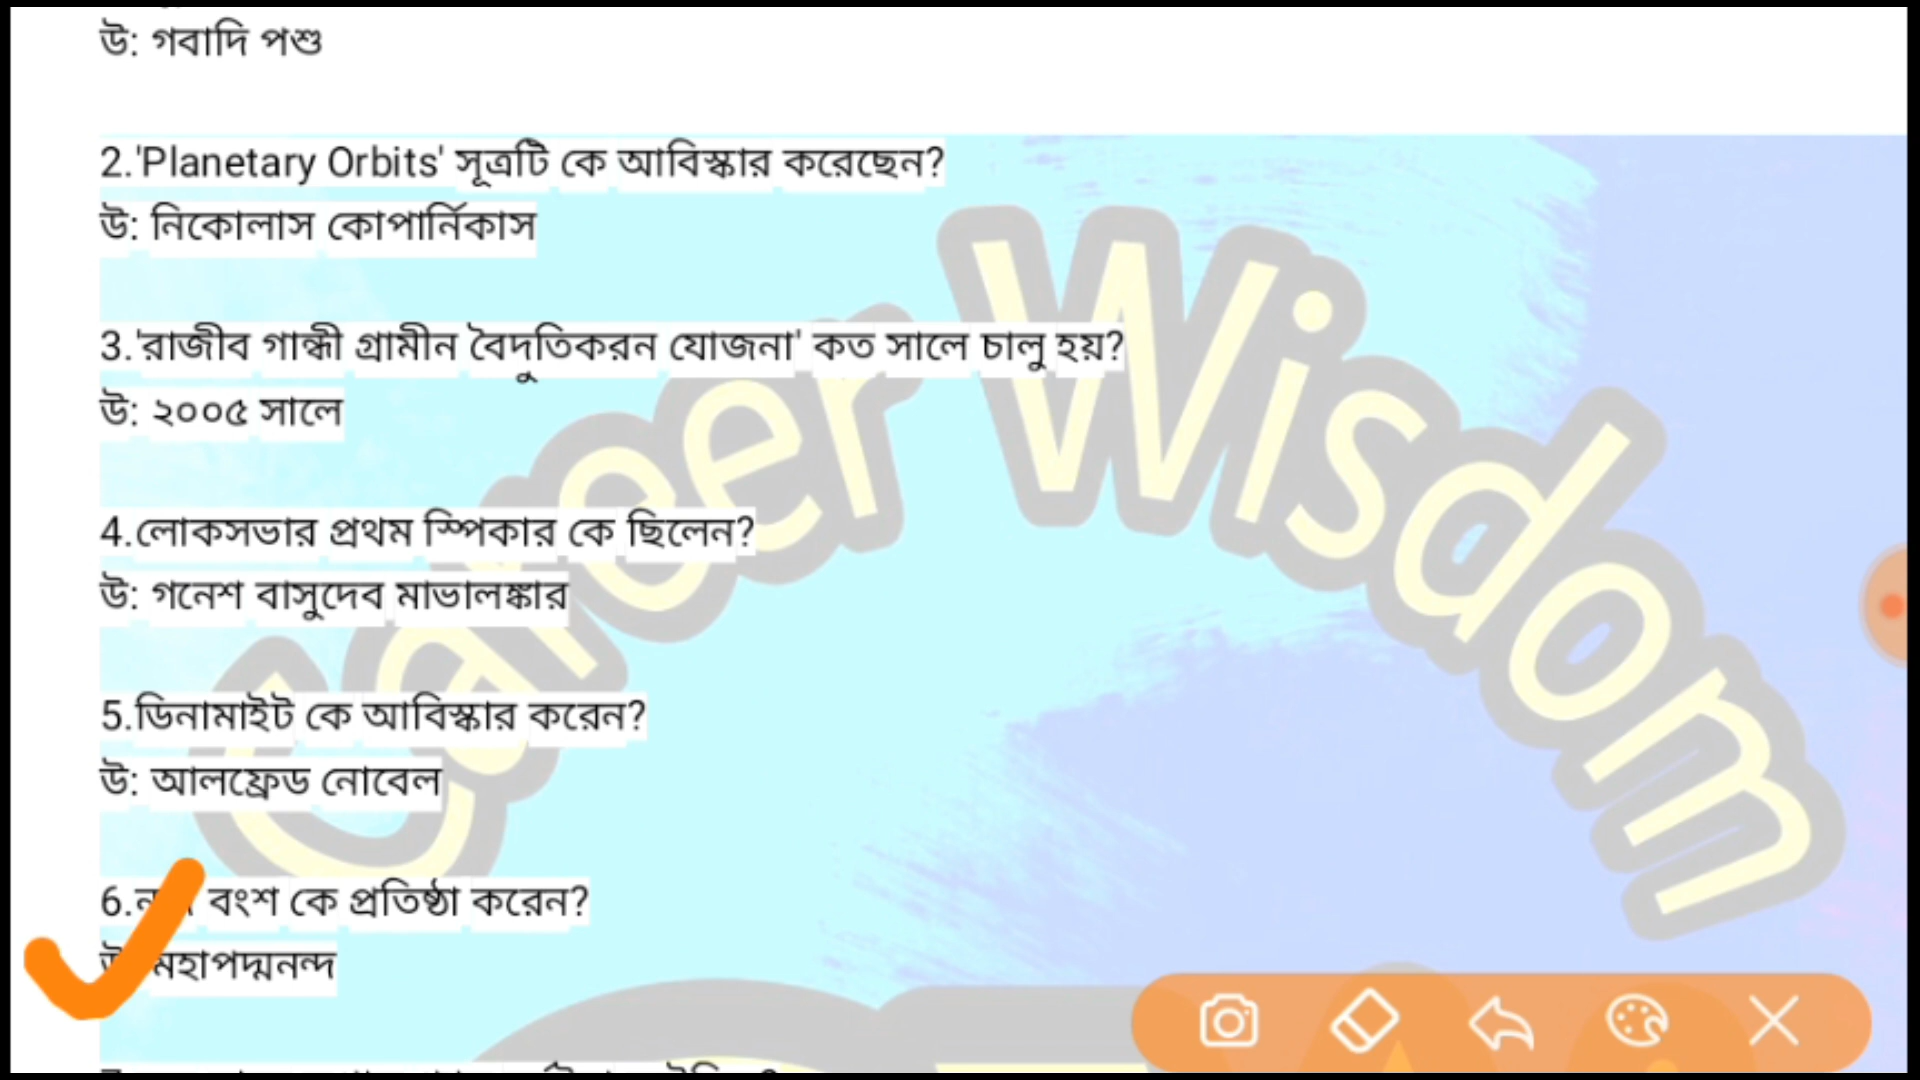 উ: গবাদি পশু
2.'Planetary Orbits' সূত্রটি কে আবিস্কার করেছেন?
উ: নিকোলাস কোপার্নিকাস
3.'রাজীব গান্ধী গ্রামীন বৈদ্যুতিকরন যোজনা' কত সালে চালু হয়?
উ: ২০০৫ সালে
4.লোকসভার প্রথম স্পিকার কে ছিলেন?
উ: গনেশ বাসুদেব মাভালঙ্কার
5.ডিনামাইট কে আবিস্কার করেন?
উ: আলফ্রেড নোবেল
6. বংশ কে প্রতিষ্ঠা করেন?
উ: মহাপদ্মনন্দ
Career Wisdom